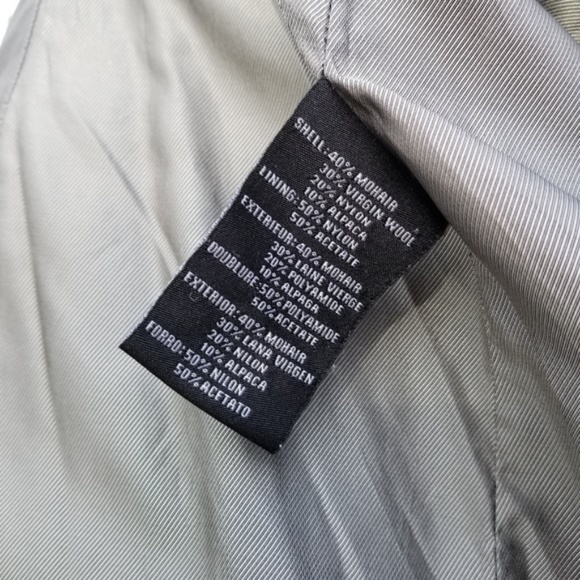 SHELL:40% MOHAIR
30% VIRGIN WOOL
20% NYLON
10% ALPACA
LINING:50% NYLON
50% ACETATE
EXTERIEUR:40% MOHAIR
30% LAINE VIERGE
20% POLYAMIDE
10% ALPAGA
DOUBLURE:50% POLYAMIDE
50% ACETATE
EXTERIOR:40% MOHAIR
30% LANA VIRGEN
20% NILON
10% ALPACA
FORRO:50% NILON
50% ACETATO